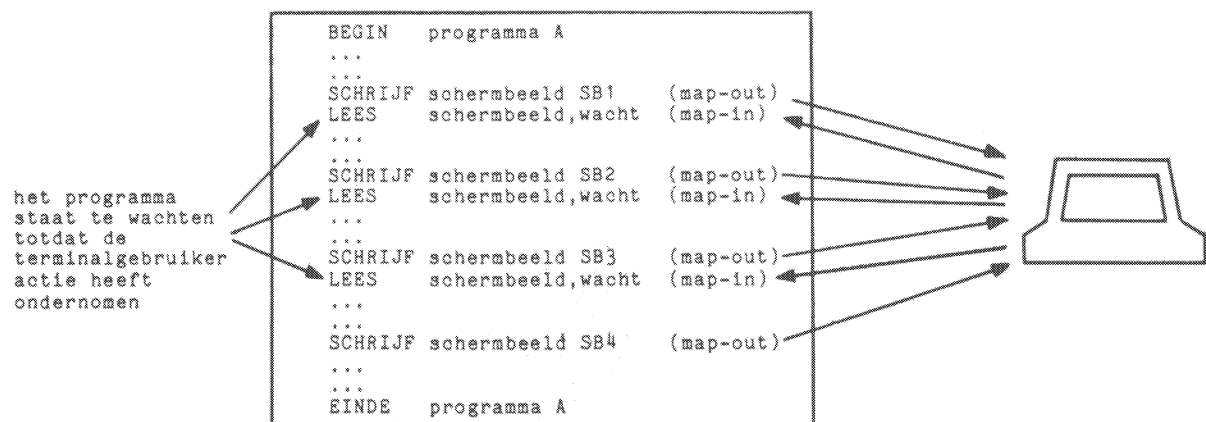 BEGIN programma A
...
...
SCHRIJF schermbeeld SB1 (map-out)
LEES schermbeeld,wacht (map-in)
...
...
SCHRIJF schermbeeld SB2 (map-out)
LEES schermbeeld,wacht (map-in)
...
...
SCHRIJF schermbeeld SB3 (map-out)
LEES schermbeeld,wacht (map-in)
...
...
SCHRIJF schermbeeld SB4 (map-out)
...
...
EINDE programma A
het programma
staat te wachten
totdat de
terminalgebruiker
actie heeft
ondernomen